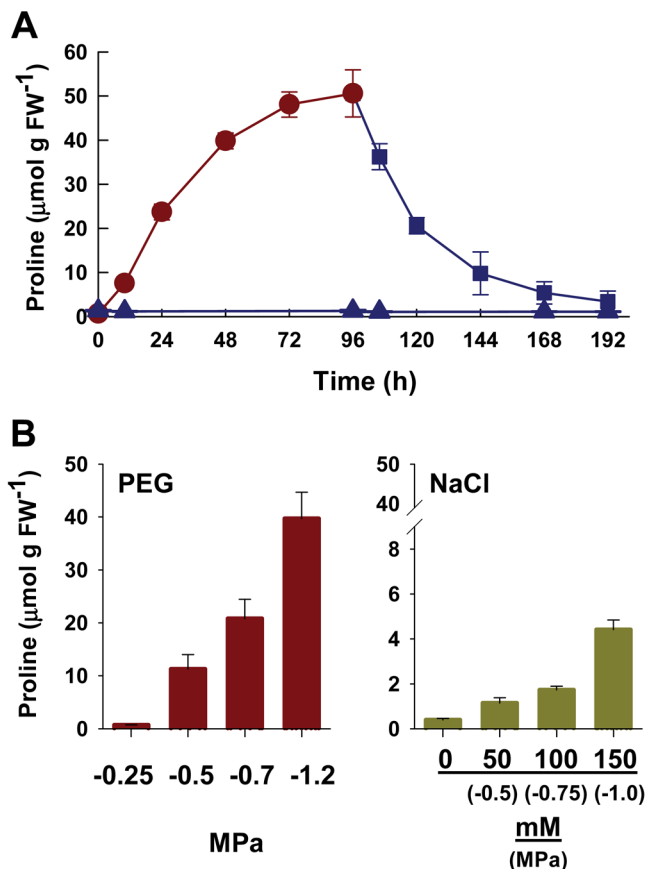 A
Proline (μmol g FW⁻¹)
60
50
40
30
20
10
0
0 24 48 72 96 120 144 168 192
Time (h)
B
Proline (μmol g FW⁻¹)
50
40
30
20
10
0
PEG
-0.25 -0.5 -0.7 -1.2
MPa
50
40
8
6
4
2
0
NaCl
0 50 100 150
(-0.5) (-0.75) (-1.0)
mM
(MPa)